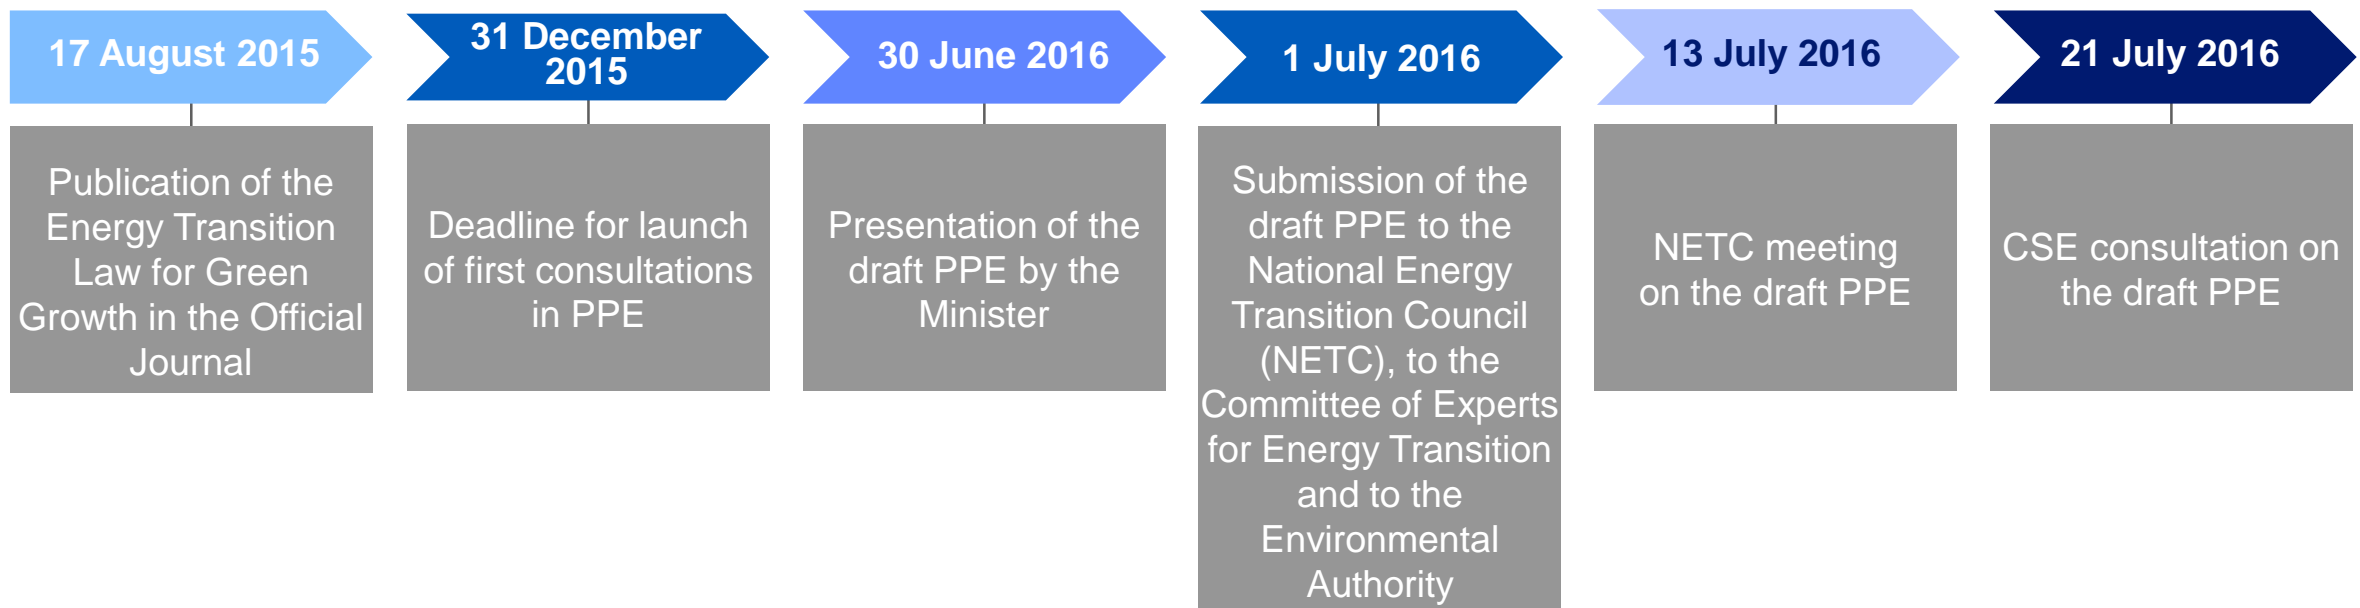 17 August 2015
Publication of the
Energy Transition
Law for Green
Growth in the Official
Journal
31 December
2015
Deadline for launch
of first consultations
in PPE
30 June 2016
Presentation of the
draft PPE by the
Minister
1 July 2016
Submission of the
draft PPE to the
National Energy
Transition Council
(NETC), to the
Committee of Experts
for Energy Transition
and to the
Environmental
Authority
13 July 2016
NETC meeting
on the draft PPE
21 July 2016
CSE consultation on
the draft PPE